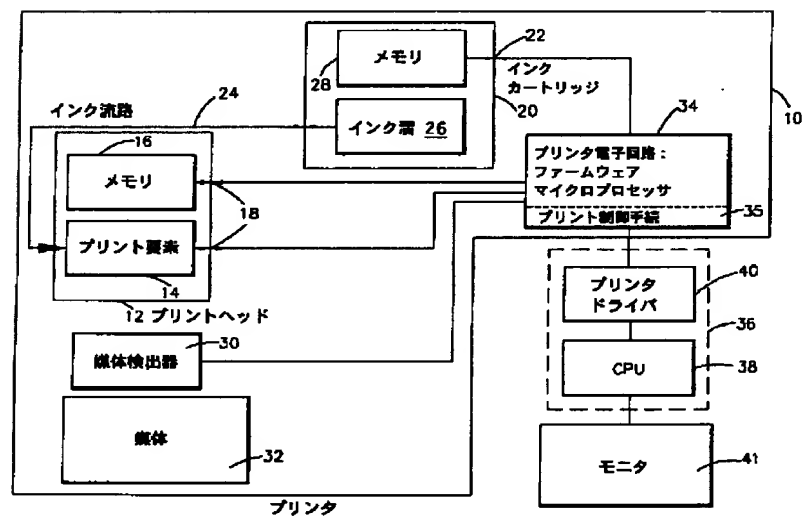 22
メモリ
28
インク
カートリッジ
20
10
インク流路
24
インク源 26
34
16
メモリ
18
プリンタ電子回路:
ファームウェア
マイクロプロセッサ
プリント制御手続
35
プリント要素
14
12 プリントヘッド
プリンタ
ドライバ
40
36
30
媒体検出器
CPU
38
媒体
32
モニタ
41
プリンタ